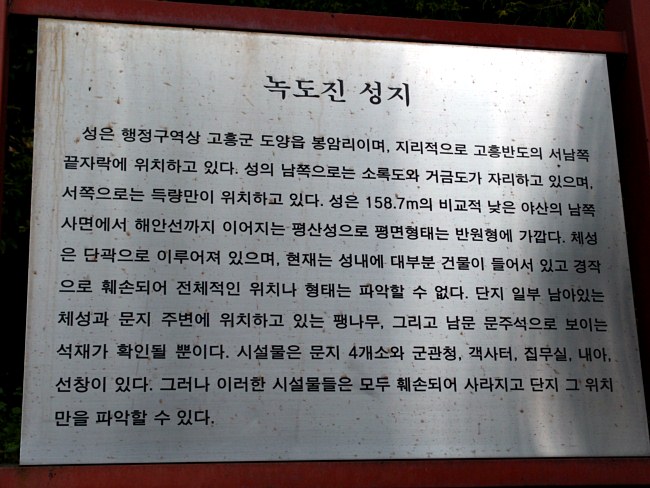 녹도진 성지
성은 행정구역상 고흥군 도양읍 봉암리이며, 지리적으로 고흥반도의 서남쪽
끝자락에 위치하고 있다. 성의 남쪽으로는 소록도와 거금도가 자리하고 있으며,
서쪽으로는 득량만이 위치하고 있다. 성은 158.7m의 비교적 낮은 야산의 남쪽
사면에서 해안선까지 이어지는 평산성으로 평면형태는 반원형에 가깝다. 체성
은 단곽으로 이루어져 있으며, 현재는 성내에 대부분 건물이 들어서 있고 경작
으로 훼손되어 전체적인 위치나 형태는 파악할 수 없다. 단지 일부 남아있는
체성과 문지 주변에 위치하고 있는 팽나무, 그리고 남문 문주석으로 보이는
석재가 확인될 뿐이다. 시설물은 문지 4개소와 군관청, 객사터, 집무실, 내아,
선창이 있다. 그러나 이러한 시설물들은 모두 훼손되어 사라지고 단지 그 위치
만을 파악할 수 있다.